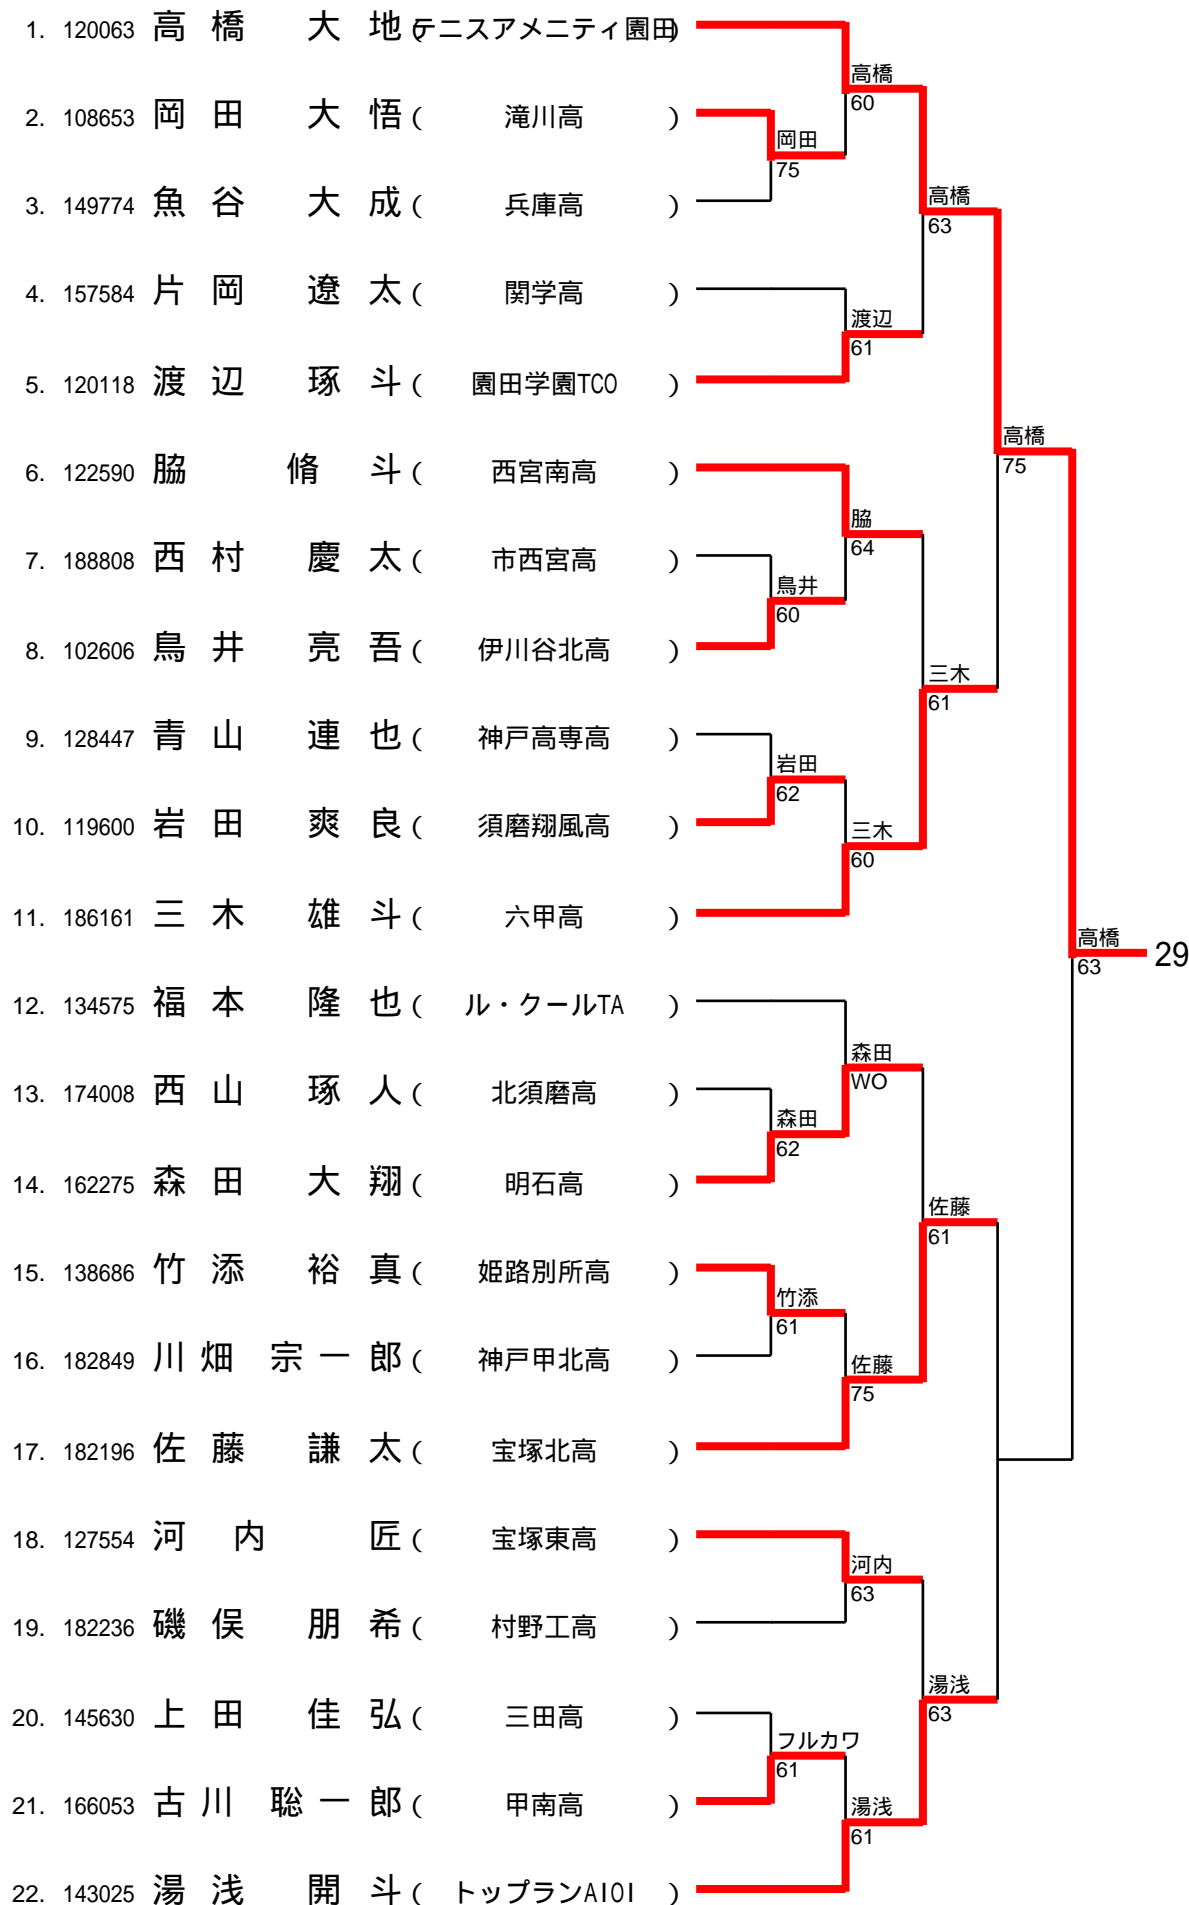 1. 120063 高橋 大地 (テニスアメニティ園田)
高橋
60
2. 108653 岡田 大悟 ( 滝川高 )
岡田
75
3. 149774 魚谷 大成 ( 兵庫高 )
高橋
63
4. 157584 片岡 遼太 ( 関学高 )
渡辺
61
5. 120118 渡辺 琢斗 ( 園田学園TCO )
高橋
75
6. 122590 脇 脩斗 ( 西宮南高 )
脇
64
7. 188808 西村 慶太 ( 市西宮高 )
鳥井
60
8. 102606 鳥井 亮吾 ( 伊川谷北高 )
三木
61
9. 128447 青山 連也 ( 神戸高専高 )
岩田
62
10. 119600 岩田 爽良 ( 須磨翔風高 )
三木
60
11. 186161 三木 雄斗 ( 六甲高 )
高橋
63
29
12. 134575 福本 隆也 ( ル・クールTA )
森田
WO
13. 174008 西山 琢人 ( 北須磨高 )
森田
62
14. 162275 森田 大翔 ( 明石高 )
佐藤
61
15. 138686 竹添 裕真 ( 姫路別所高 )
竹添
61
16. 182849 川畑 宗一郎 ( 神戸甲北高 )
佐藤
75
17. 182196 佐藤 謙太 ( 宝塚北高 )
18. 127554 河内 匠 ( 宝塚東高 )
河内
63
19. 182236 磯俣 朋希 ( 村野工高 )
湯浅
63
20. 145630 上田 佳弘 ( 三田高 )
フルカワ
61
21. 166053 古川 聡一郎 ( 甲南高 )
湯浅
61
22. 143025 湯浅 開斗 ( トップランAIOI )